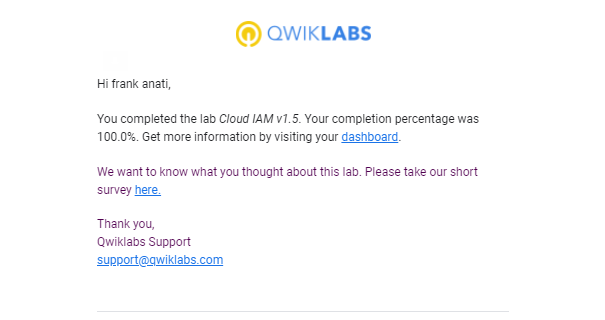 QWIKLABS
Hi frank anati,
You completed the lab Cloud IAM v1.5. Your completion percentage was
100.0%. Get more information by visiting your dashboard.
We want to know what you thought about this lab. Please take our short
survey here.
Thank you,
Qwiklabs Support
support@qwiklabs.com